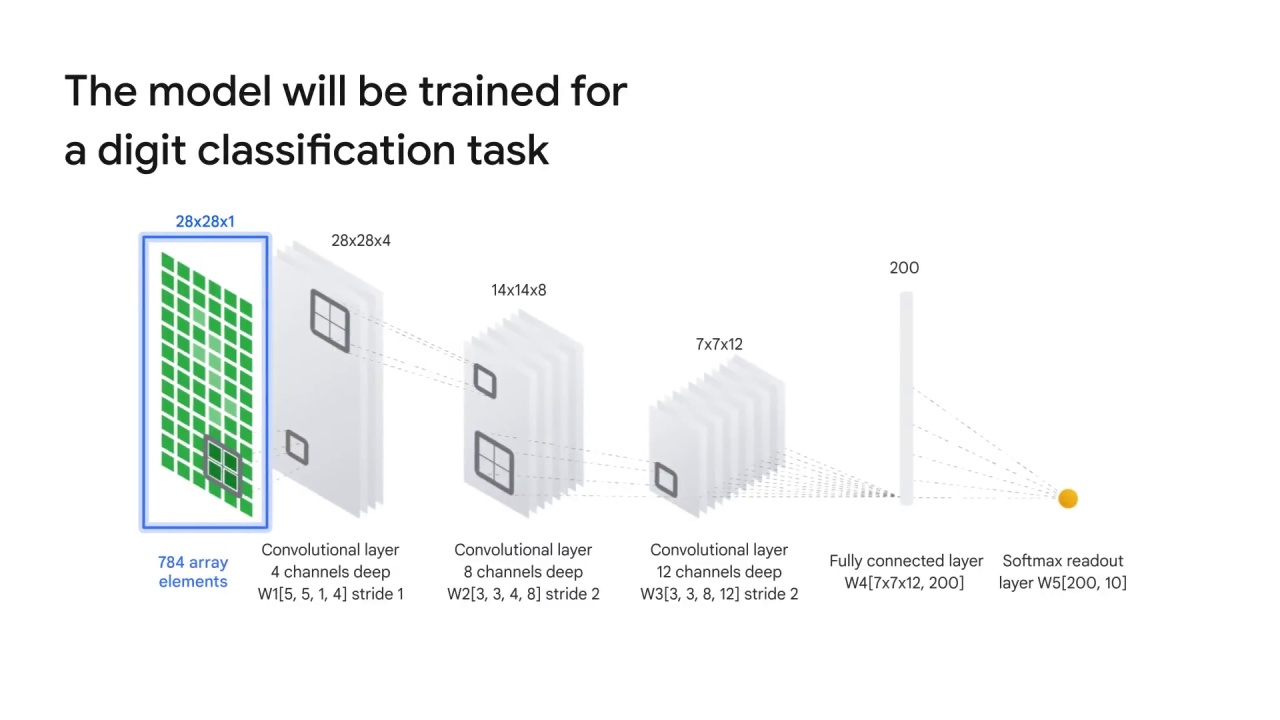 The model will be trained for
a digit classification task
28x28x1
28x28x4
14x14x8
7x7x12
200
784 array
elements
Convolutional layer
4 channels deep
W1[5, 5, 1, 4] stride 1
Convolutional layer
8 channels deep
W2[3, 3, 4, 8] stride 2
Convolutional layer
12 channels deep
W3[3, 3, 8, 12] stride 2
Fully connected layer
W4[7x7x12, 200]
Softmax readout
layer W5[200, 10]